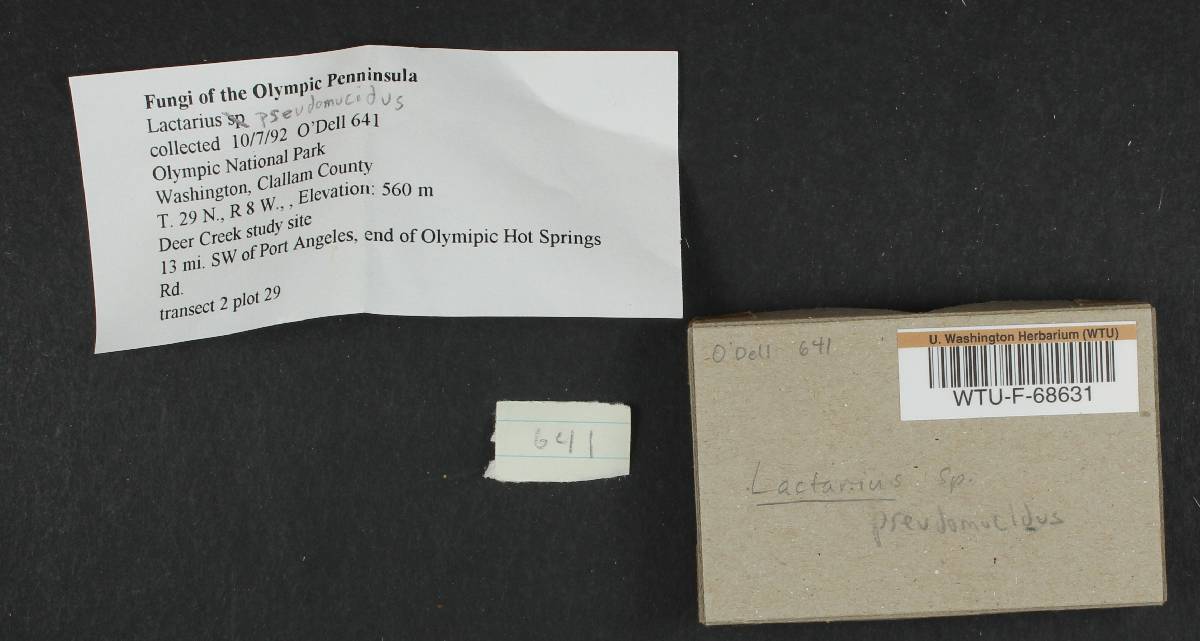 Fungi of the Olympic Penninsula
Lactarius sp pseudomucidus
collected 10/7/92 O'Dell 641
Olympic National Park
Washington, Clallam County
T. 29 N., R 8 W., , Elevation: 560 m
Deer Creek study site
13 mi. SW of Port Angeles, end of Olymipic Hot Springs
Rd.
transect 2 plot 29
641
O'Dell 641
U. Washington Herbarium (WTU)
WTU-F-68631
Lactarius sp.
pseudomucidus